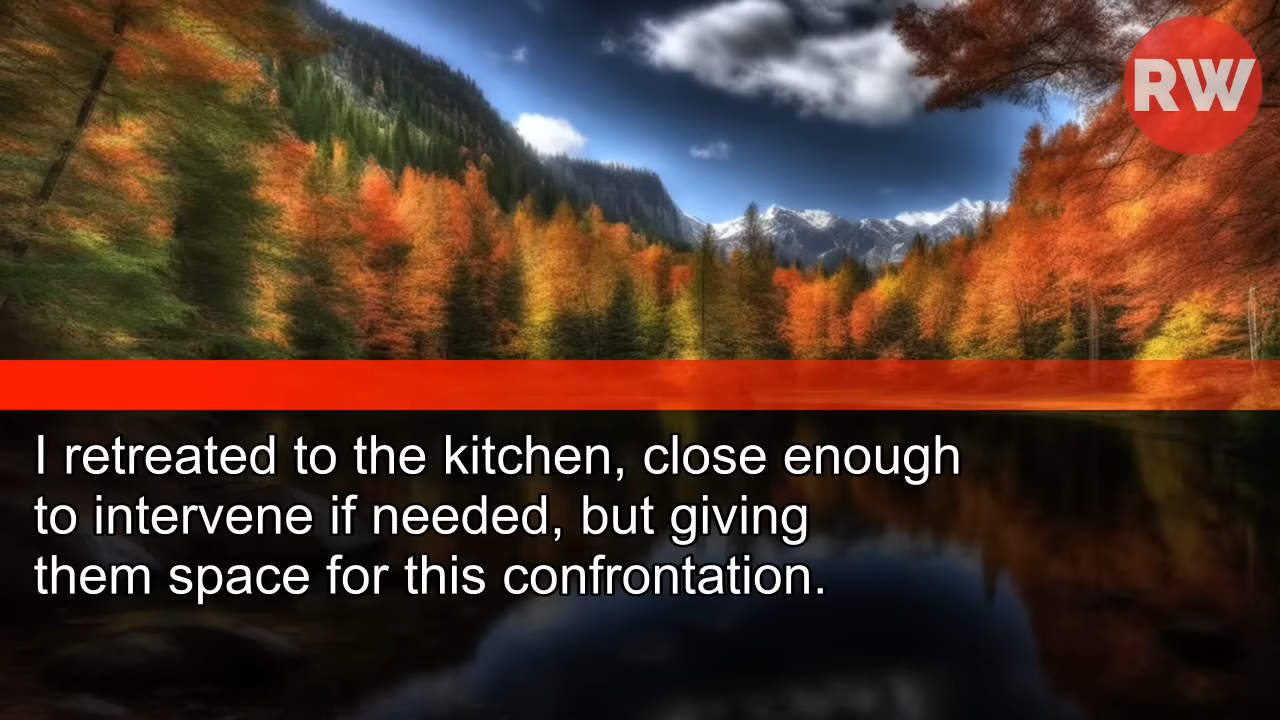 RW
I retreated to the kitchen, close enough
to intervene if needed, but giving
them space for this confrontation.